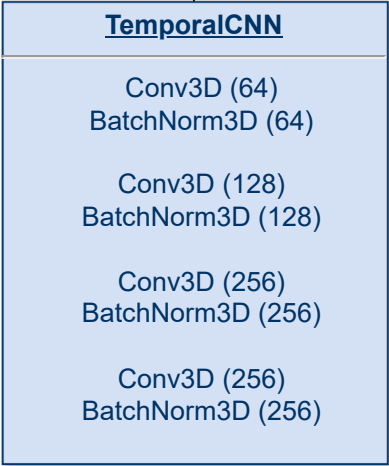 TemporalCNN
Conv3D (64)
BatchNorm3D (64)
Conv3D (128)
BatchNorm3D (128)
Conv3D (256)
BatchNorm3D (256)
Conv3D (256)
BatchNorm3D (256)